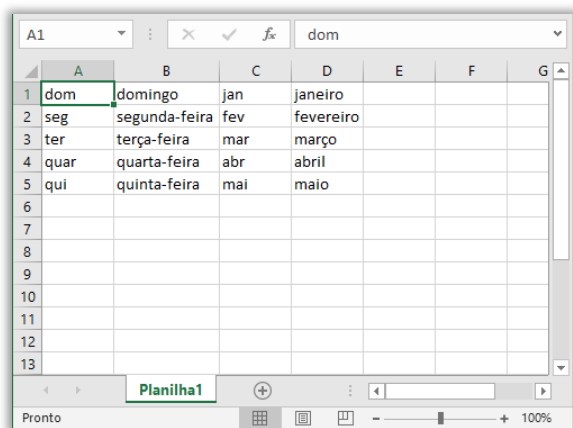 A1 fx dom
A B C D E F G
1 dom domingo jan janeiro
2 seg segunda-feira fev fevereiro
3 ter terça-feira mar março
4 quar quarta-feira abr abril
5 qui quinta-feira mai maio
6
7
8
9
10
11
12
13
Planilha1
Pronto 100%